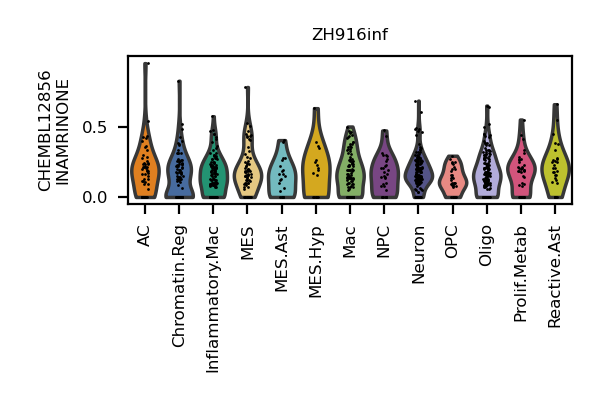 ZH916inf
CHEMBL12856
INAMRINONE
0.5
0.0
AC
Chromatin.Reg
Inflammatory.Mac
MES
MES.Ast
MES.Hyp
Mac
NPC
Neuron
OPC
Oligo
Prolif.Metab
Reactive.Ast